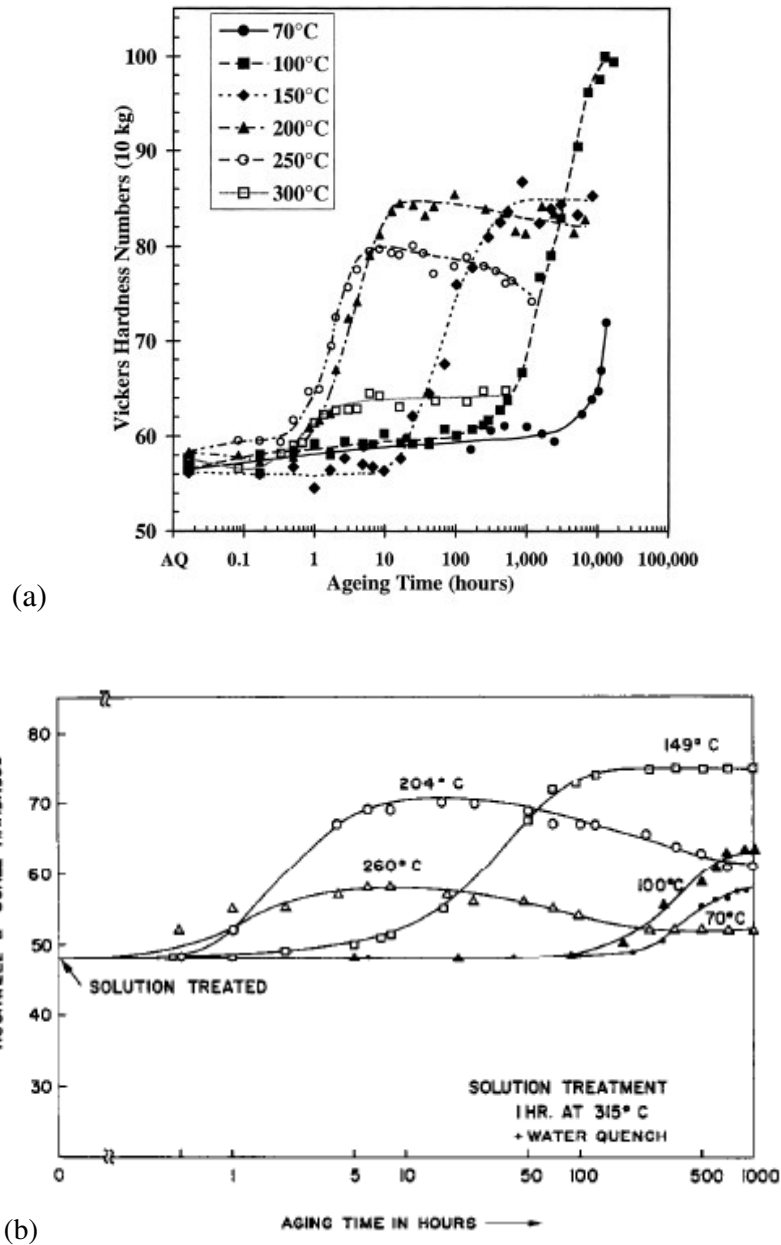 70°C
100°C
150°C
200°C
250°C
300°C
Vickers Hardness Numbers (10 kg)
100
90
80
70
60
50
AQ 0.1 1 10 100 1,000 10,000 100,000
Ageing Time (hours)
(a)
80
70
60
50
40
30
149° C
204° C
260° C
100°C
70°C
SOLUTION TREATED
SOLUTION TREATMENT
1 HR. AT 315° C
+ WATER QUENCH
0 1 5 10 50 100 500 1000
AGING TIME IN HOURS
(b)